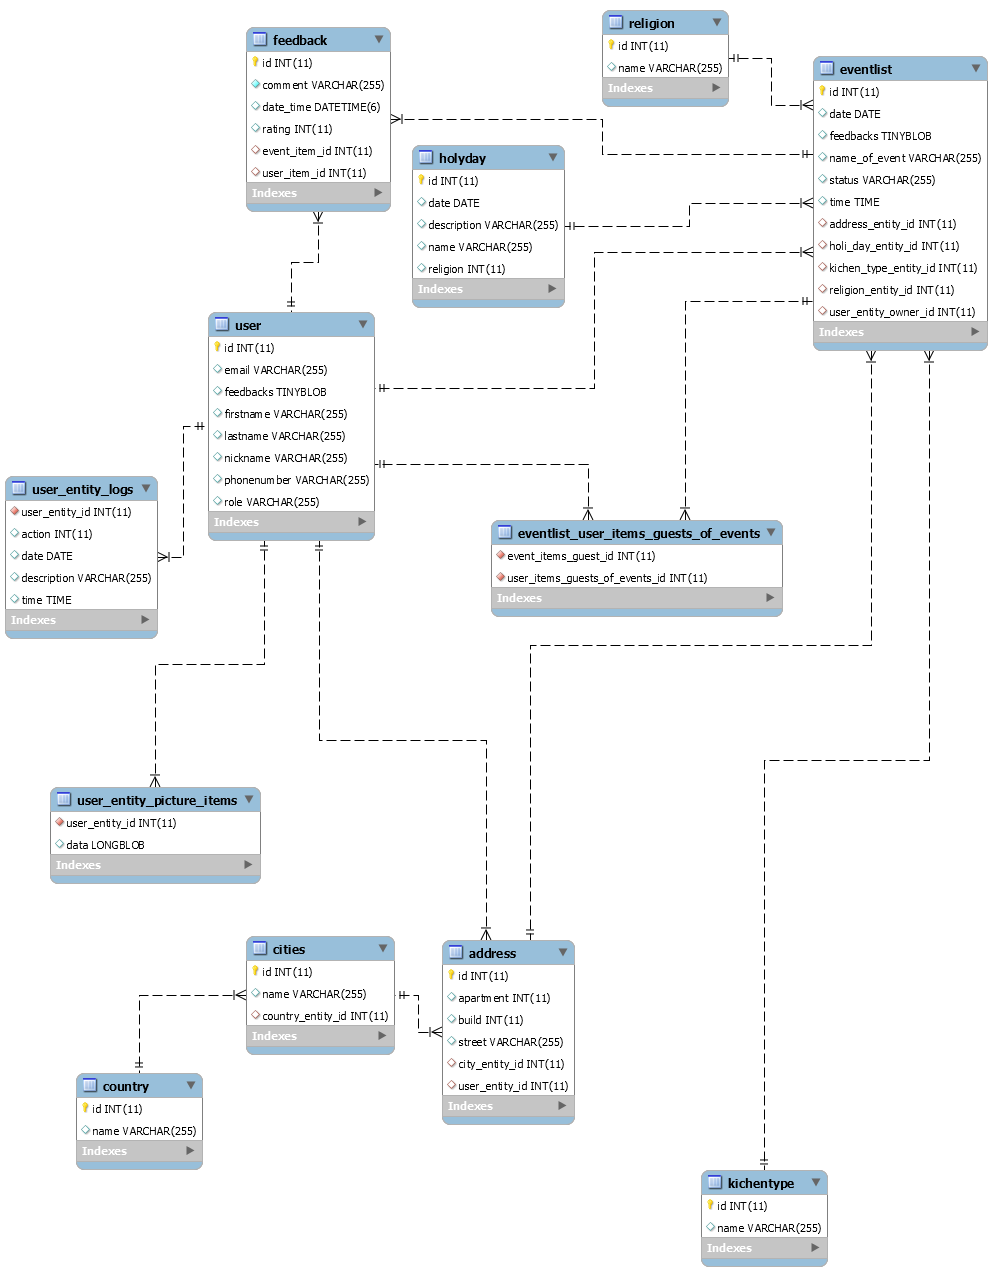 religion
id INT(11)
name VARCHAR(255)
Indexes
feedback
id INT(11)
comment VARCHAR(255)
date_time DATETIME(6)
rating INT(11)
event_item_id INT(11)
user_item_id INT(11)
Indexes
eventlist
id INT(11)
date DATE
feedbacks TINYBLOB
name_of_event VARCHAR(255)
status VARCHAR(255)
time TIME
address_entity_id INT(11)
holi_day_entity_id INT(11)
kichen_type_entity_id INT(11)
religion_entity_id INT(11)
user_entity_owner_id INT(11)
Indexes
holyday
id INT(11)
date DATE
description VARCHAR(255)
name VARCHAR(255)
religion INT(11)
Indexes
user
id INT(11)
email VARCHAR(255)
feedbacks TINYBLOB
firstname VARCHAR(255)
lastname VARCHAR(255)
nickname VARCHAR(255)
phonenumber VARCHAR(255)
role VARCHAR(255)
Indexes
user_entity_logs
user_entity_id INT(11)
action INT(11)
date DATE
description VARCHAR(255)
time TIME
Indexes
eventlist_user_items_guests_of_events
event_items_guest_id INT(11)
user_items_guests_of_events_id INT(11)
Indexes
user_entity_picture_items
user_entity_id INT(11)
data LONGBLOB
Indexes
cities
id INT(11)
name VARCHAR(255)
country_entity_id INT(11)
Indexes
address
id INT(11)
apartment INT(11)
build INT(11)
street VARCHAR(255)
city_entity_id INT(11)
user_entity_id INT(11)
Indexes
country
id INT(11)
name VARCHAR(255)
Indexes
kichentype
id INT(11)
name VARCHAR(255)
Indexes